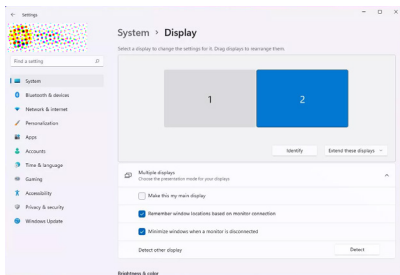 Settings
System > Display
Select a display to change the settings for it. Drag displays to rearrange them.
Find a setting
System
Bluetooth & devices
Network & internet
Personalization
Apps
Accounts
Time & language
Gaming
Accessibility
Privacy & security
Windows Update
1
2
Identify
Extend these displays
Multiple displays
Choose the presentation mode for your displays
Make this my main display
Remember window locations based on monitor connection
Minimize windows when a monitor is disconnected
Detect other display
Detect
Brightness & color